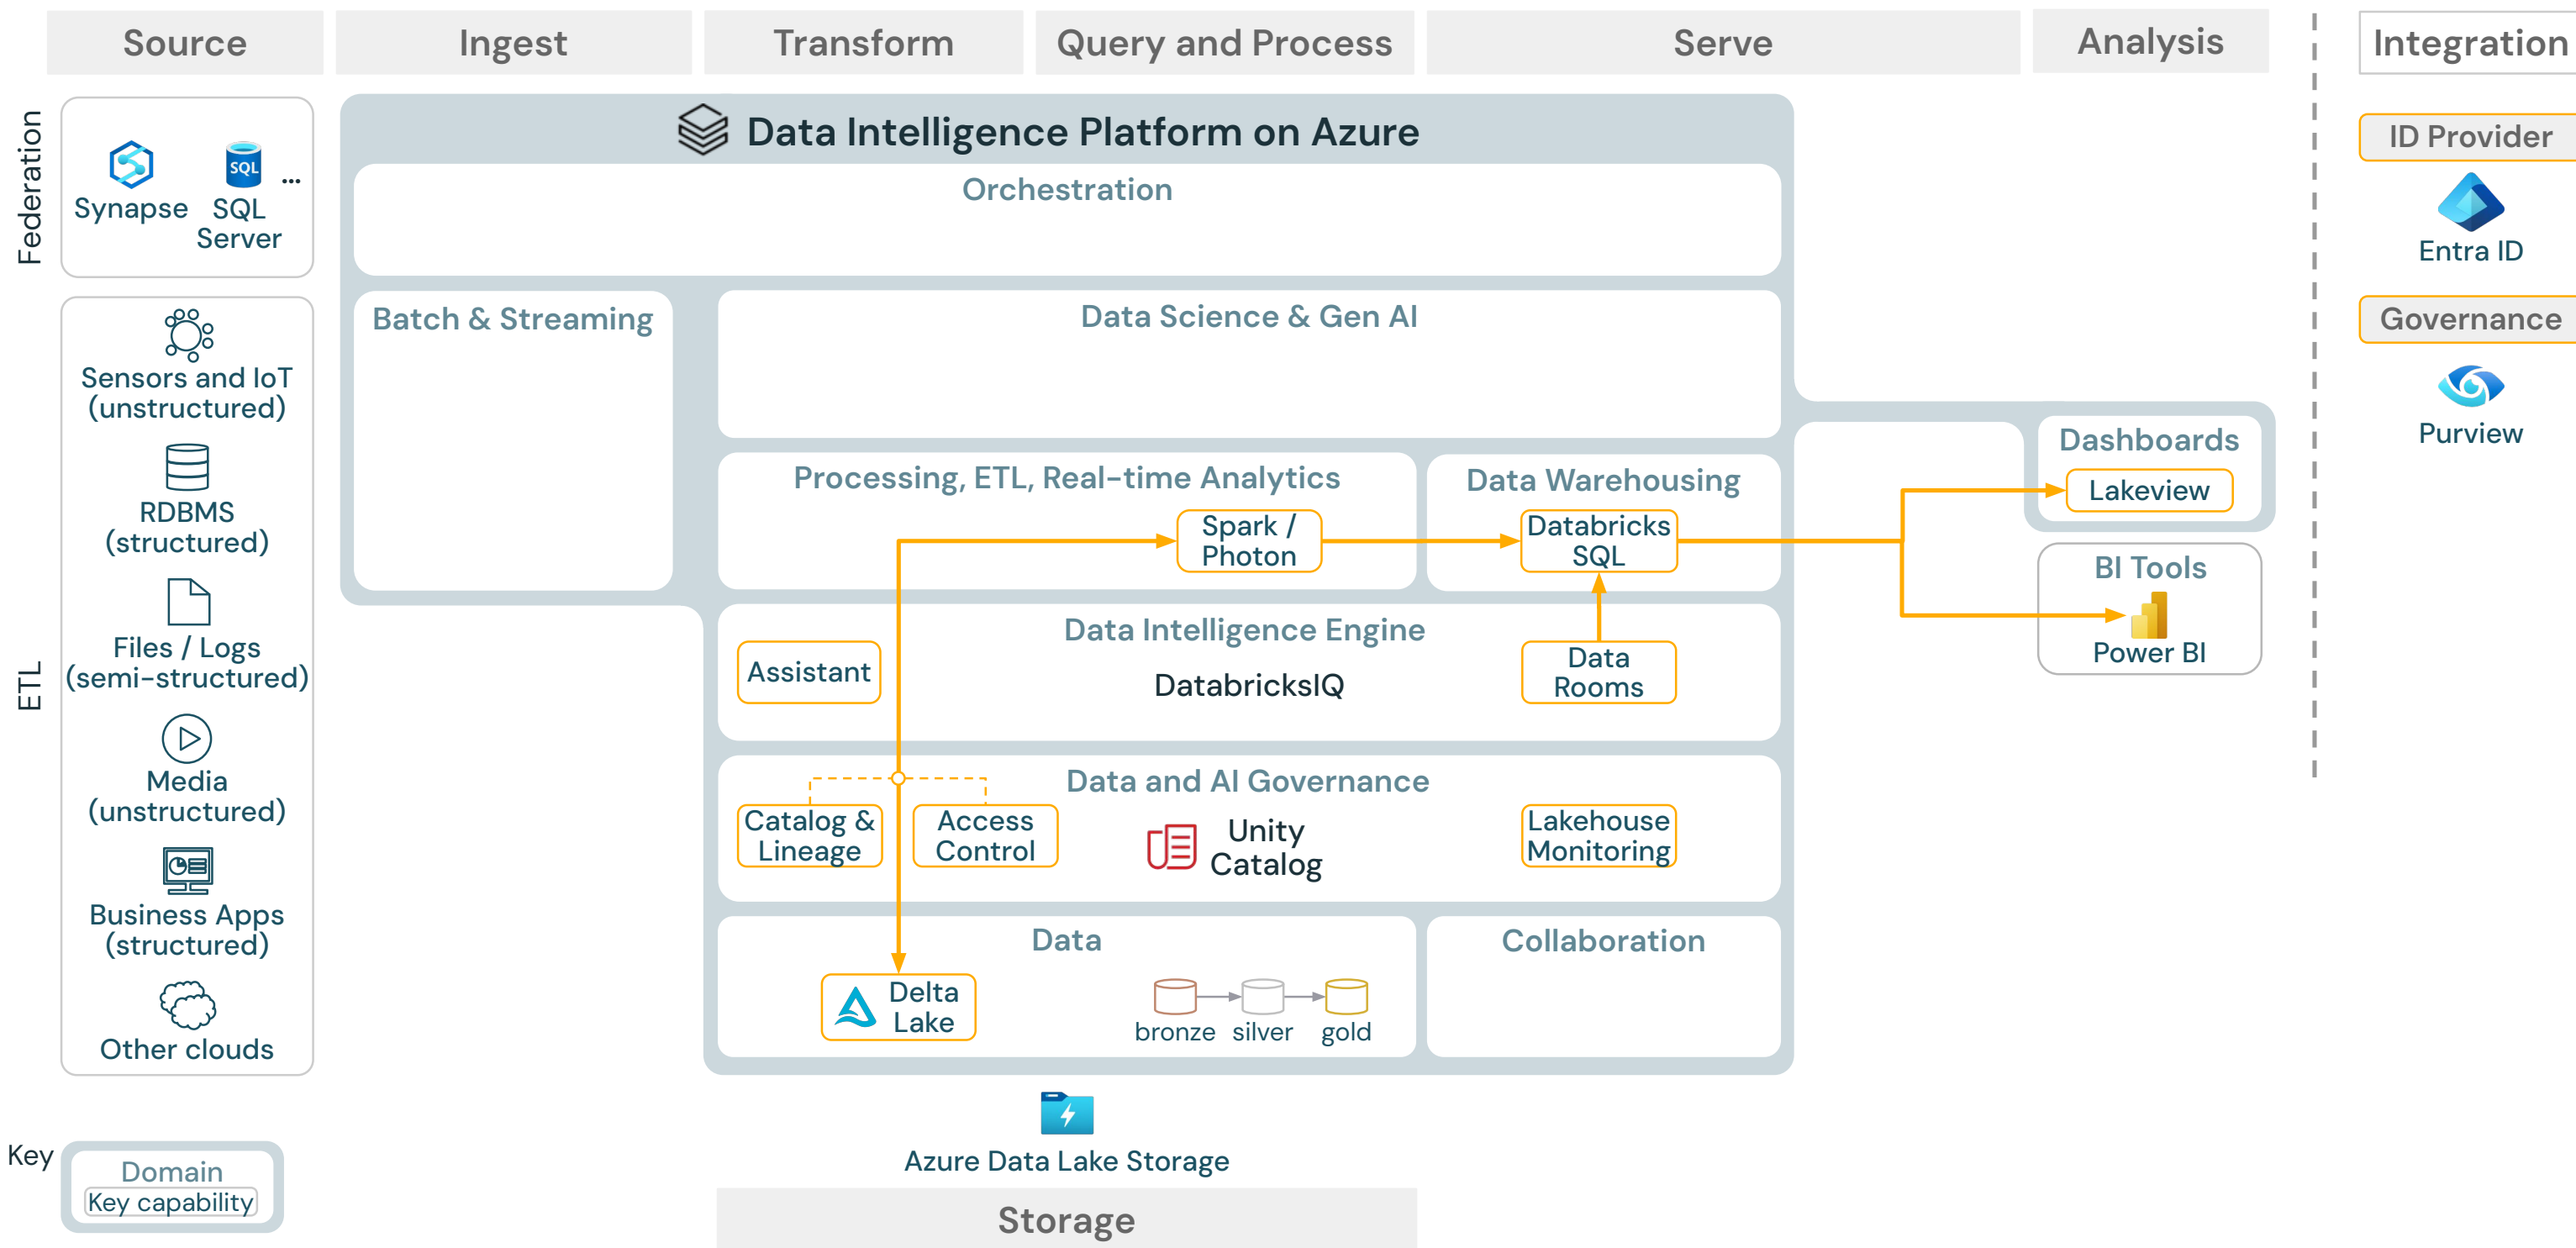 Source
Ingest
Transform
Query and Process
Serve
Analysis
Integration
Federation
Synapse
SQL
SQL
Server
...
ETL
Sensors and IoT
(unstructured)
RDBMS
(structured)
Files / Logs
(semi-structured)
Media
(unstructured)
Business Apps
(structured)
Other clouds
Data Intelligence Platform on Azure
Orchestration
Batch & Streaming
Data Science & Gen AI
Processing, ETL, Real-time Analytics
Spark /
Photon
Data Warehousing
Databricks
SQL
Data Intelligence Engine
Assistant
DatabricksIQ
Data
Rooms
Data and AI Governance
Catalog &
Lineage
Access
Control
Unity
Catalog
Lakehouse
Monitoring
Data
Delta
Lake
bronze
silver
gold
Collaboration
Dashboards
Lakeview
BI Tools
Power BI
ID Provider
Entra ID
Governance
Purview
Azure Data Lake Storage
Storage
Key
Domain
Key capability